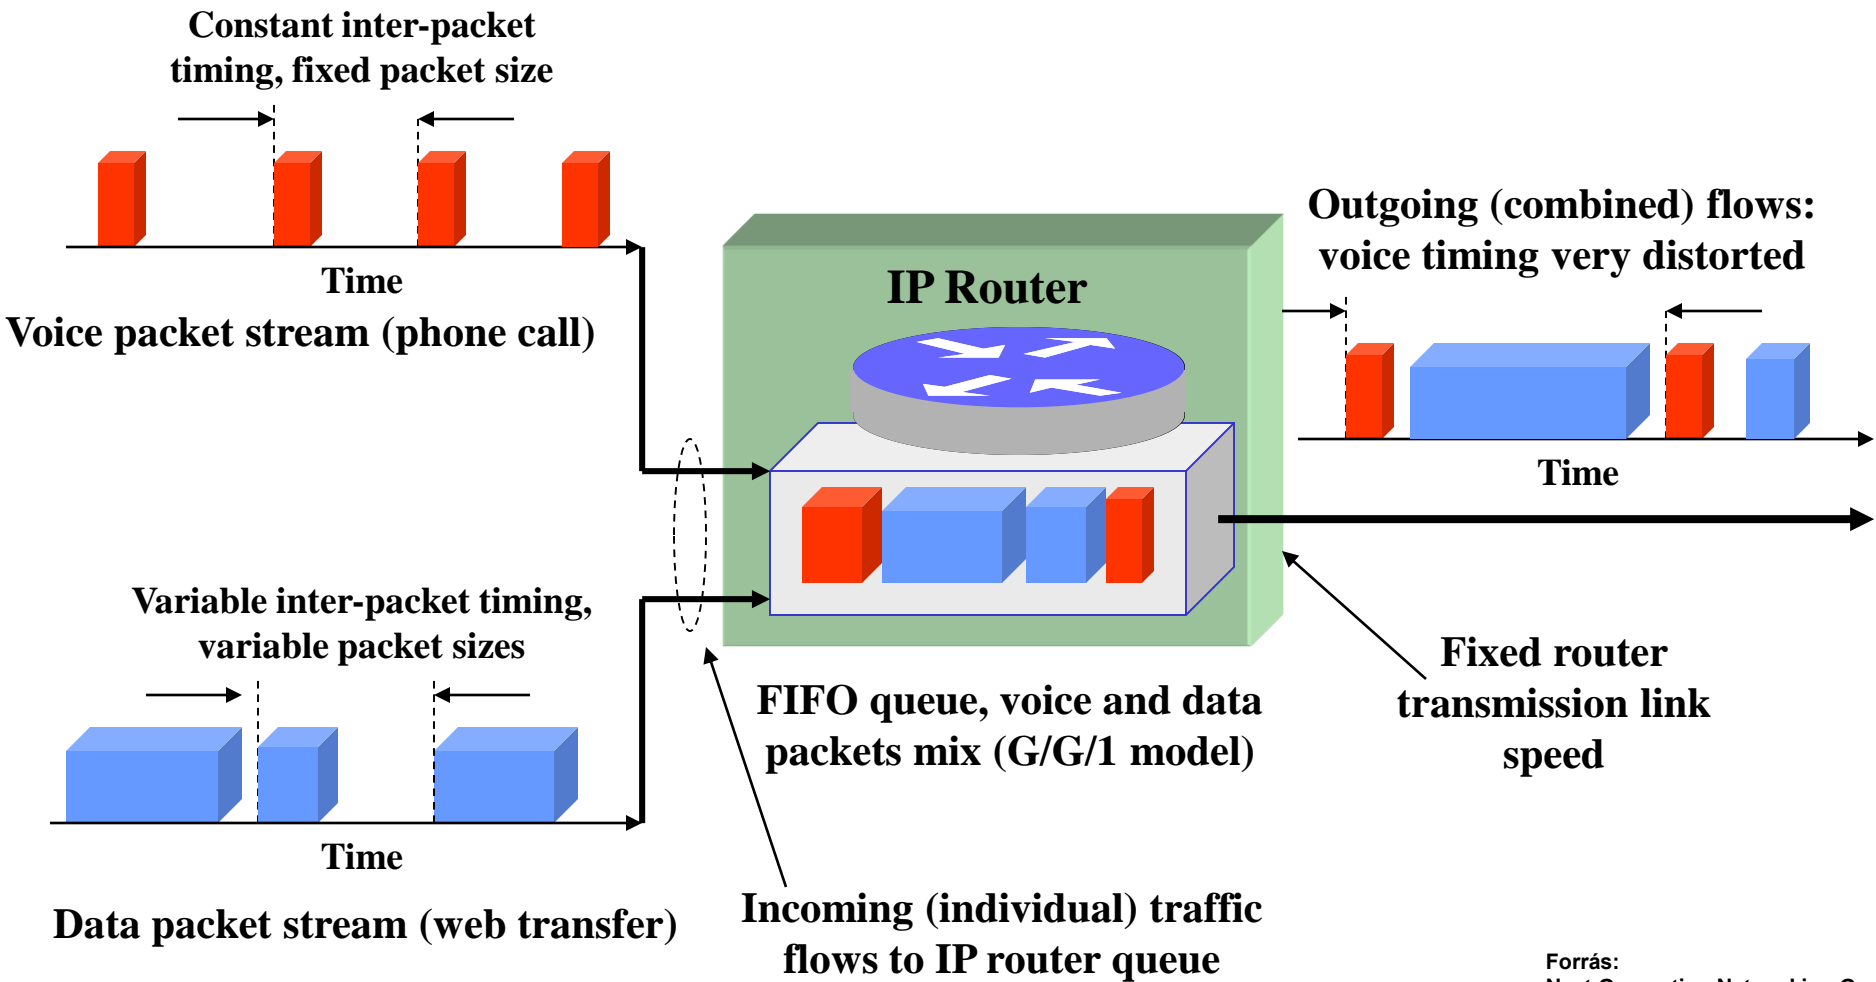 Constant inter-packet
timing, fixed packet size
Time
Voice packet stream (phone call)
Variable inter-packet timing,
variable packet sizes
Time
Data packet stream (web transfer)
IP Router
FIFO queue, voice and data
packets mix (G/G/1 model)
Incoming (individual) traffic
flows to IP router queue
Outgoing (combined) flows:
voice timing very distorted
Time
Fixed router
transmission link
speed
Forrás: